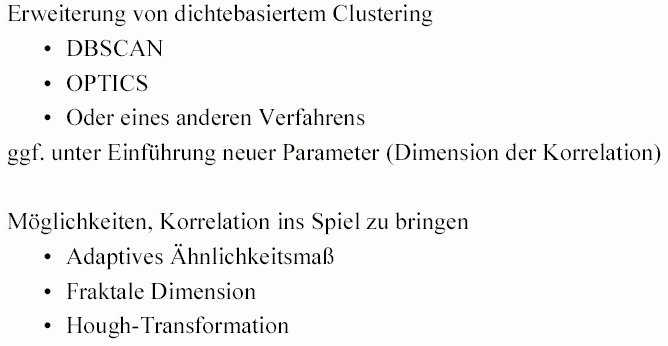 Erweiterung von dichtebasiertem Clustering
• DBSCAN
• OPTICS
• Oder eines anderen Verfahrens
ggf. unter Einführung neuer Parameter (Dimension der Korrelation)
Möglichkeiten, Korrelation ins Spiel zu bringen
• Adaptives Ähnlichkeitsmaß
• Fraktale Dimension
• Hough-Transformation